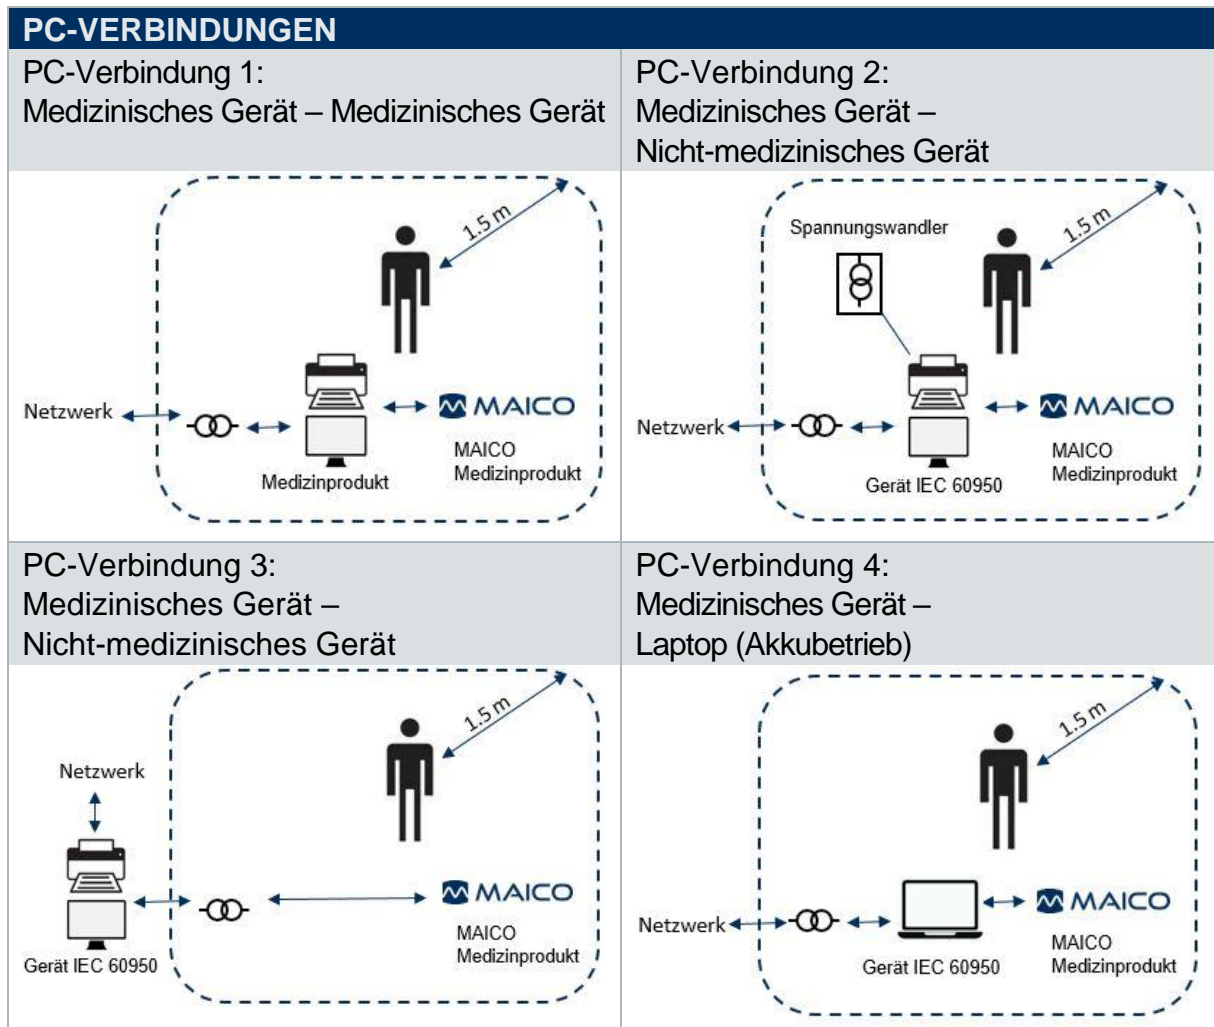 PC-VERBINDUNGEN
PC-Verbindung 1:
Medizinisches Gerät – Medizinisches Gerät
PC-Verbindung 2:
Medizinisches Gerät –
Nicht-medizinisches Gerät
1.5 m
Netzwerk
MAICO
MAICO
Medizinprodukt
Medizinprodukt
Spannungswandler
1.5 m
Netzwerk
MAICO
MAICO
Medizinprodukt
Gerät IEC 60950
PC-Verbindung 3:
Medizinisches Gerät –
Nicht-medizinisches Gerät
PC-Verbindung 4:
Medizinisches Gerät –
Laptop (Akkubetrieb)
1.5 m
Netzwerk
MAICO
MAICO
Medizinprodukt
Gerät IEC 60950
1.5 m
Netzwerk
MAICO
MAICO
Medizinprodukt
Gerät IEC 60950